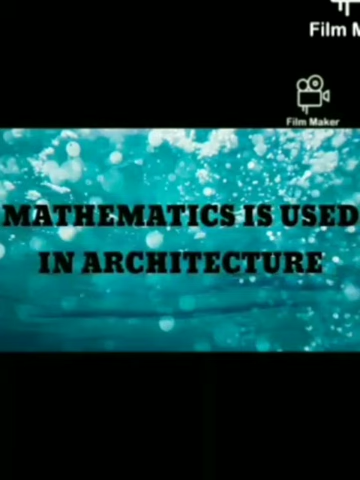 Film M
Film Maker
MATHEMATICS IS USED
IN ARCHITECTURE